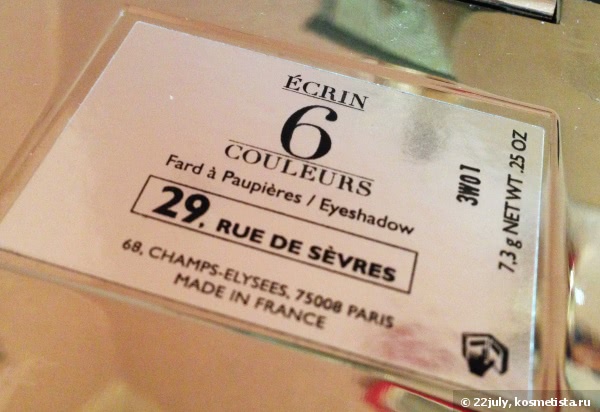 ÉCRIN
6
COULEURS
Fard à Paupières / Eyeshadow
29, RUE DE SÈVRES
68, CHAMPS-ELYSEES, 75008 PARIS
MADE IN FRANCE
3W01
7,3 g NET WT .25 OZ
© 22july, kosmetista.ru